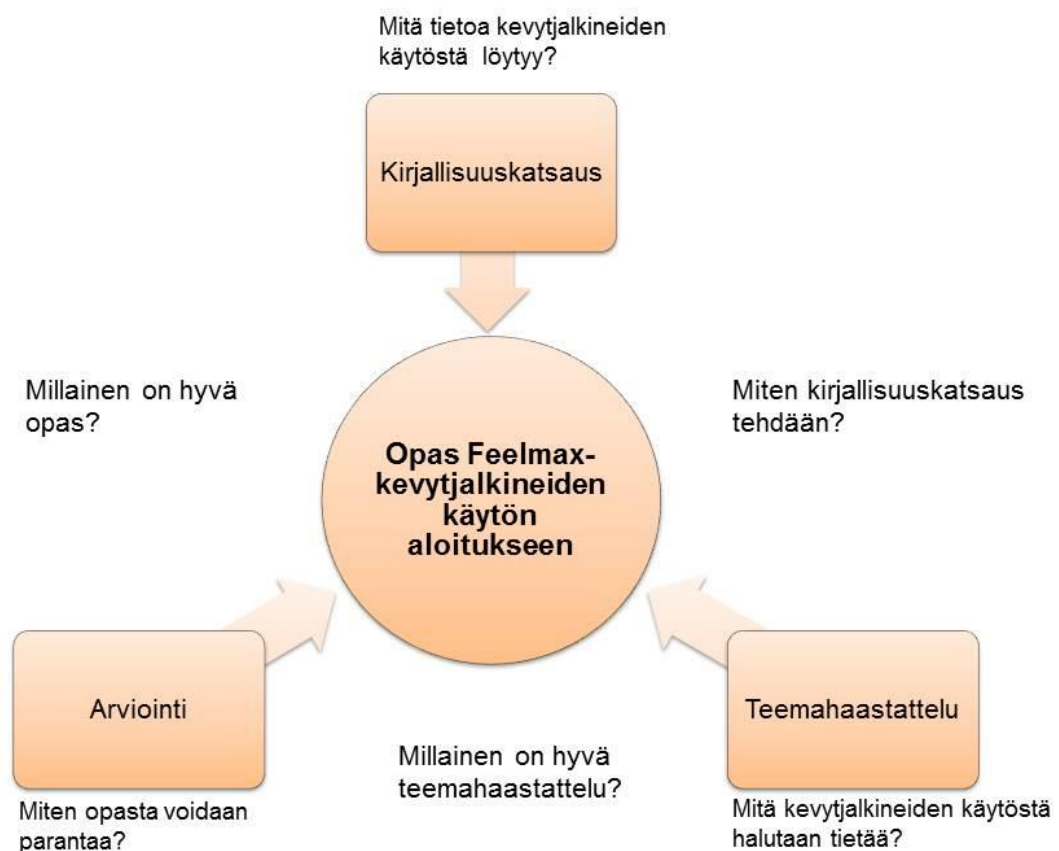 Mitä tietoa kevytjalkineiden
käytöstä löytyy?
Kirjallisuuskatsaus
Millainen on hyvä
opas?
Miten kirjallisuuskatsaus
tehdään?
Opas Feelmax-
kevytjalkineiden
käytön
aloitukseen
Arviointi
Teemahaastattelu
Millainen on hyvä
teemahaastattelu?
Miten opasta voidaan
parantaa?
Mitä kevytjalkineiden käytöstä
halutaan tietää?